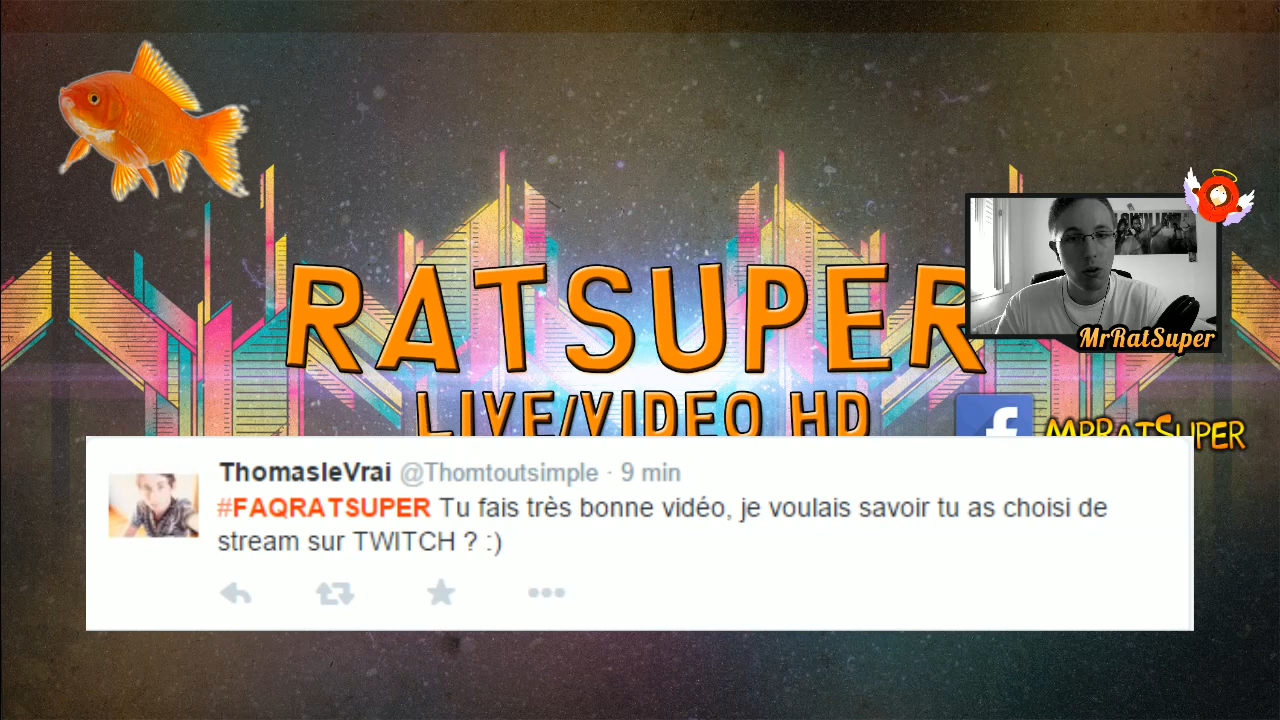 RATSUPER
MrRatSuper
LIVE/VIDEO HD
f
MRRATSUPER
ThomasleVrai @Thomtoutsimple · 9 min
#FAQRATSUPER Tu fais très bonne vidéo, je voulais savoir tu as choisi de
stream sur TWITCH ? :)